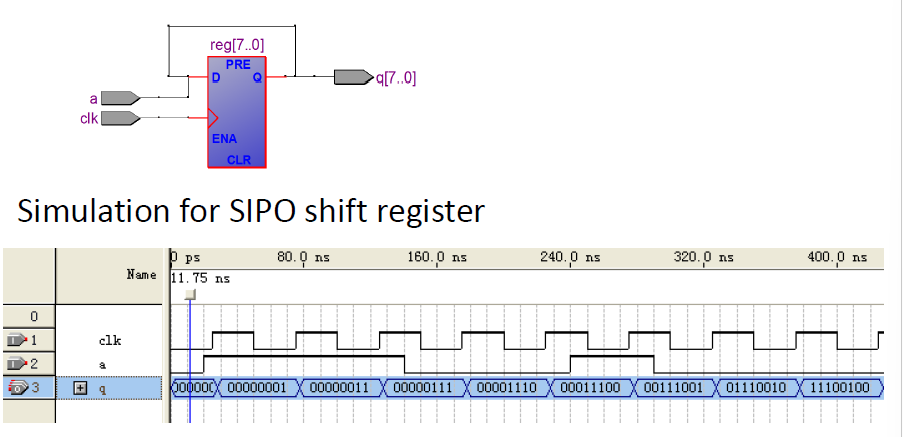 reg[7..0]
PRE
D Q
q[7..0]
a
clk
ENA
CLR
Simulation for SIPO shift register
0 ps 80.0 ns 160.0 ns 240.0 ns 320.0 ns 400.0 ns
Name 11.75 ns
0
1 clk
2 a
3 q 00000001 00000011 00000111 00001110 00011100 00111001 01110010 11100100